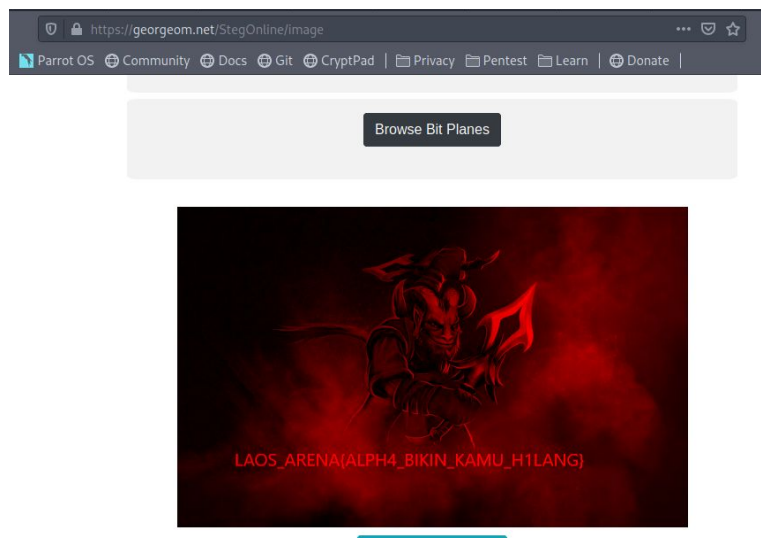 https://georgeom.net/StegOnline/image
Parrot OS Community Docs Git CryptPad Privacy Pentest Learn Donate
Browse Bit Planes
LAOS_ARENA{ALPH4_BIKIN_KAMU_H1LANG}